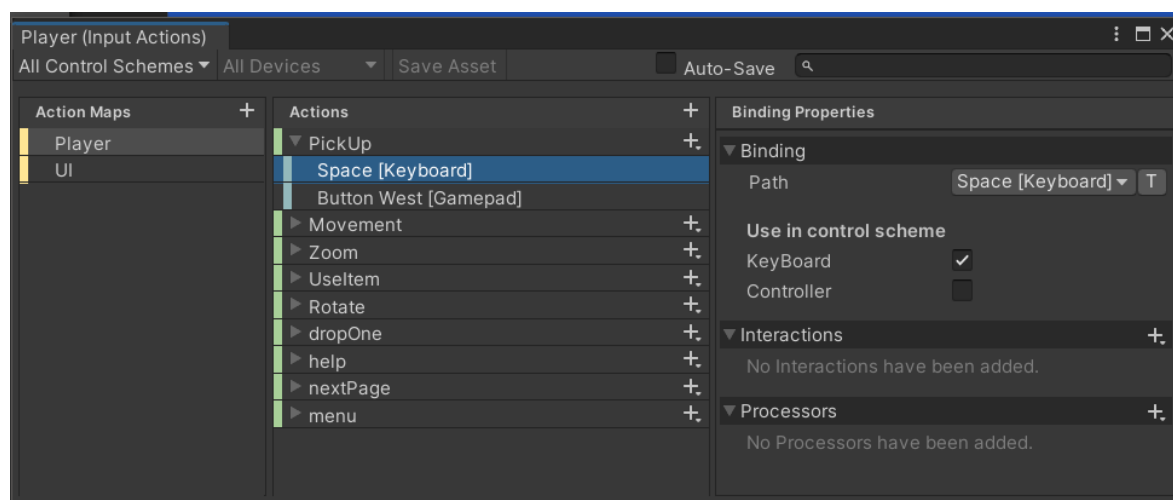 Player (Input Actions)
All Control Schemes All Devices Save Asset Auto-Save
Action Maps
Player
UI
Actions
PickUp
Space [Keyboard]
Button West [Gamepad]
Movement
Zoom
UseItem
Rotate
dropOne
help
nextPage
menu
Binding Properties
Binding
Path Space [Keyboard] T
Use in control scheme
KeyBoard
Controller
Interactions
No Interactions have been added.
Processors
No Processors have been added.